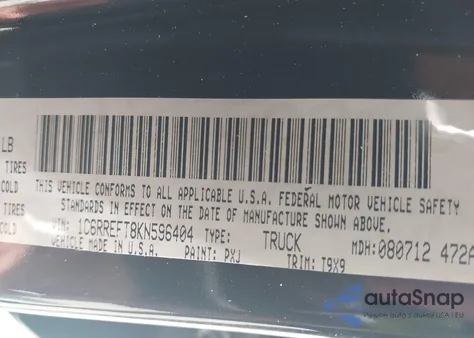 LB
TIRES
COLD
TIRES
COLD
THIS VEHICLE CONFORMS TO ALL APPLICABLE U.S.A. FEDERAL MOTOR VEHICLE SAFETY
STANDARDS IN EFFECT ON THE DATE OF MANUFACTURE SHOWN ABOVE.
VIN: 1C6RREFT8KN596404 TYPE: TRUCK MDH: 080712 472A
VEHICLE MADE IN U.S.A. PAINT: PXJ TRIM: T9X9
autoSnap